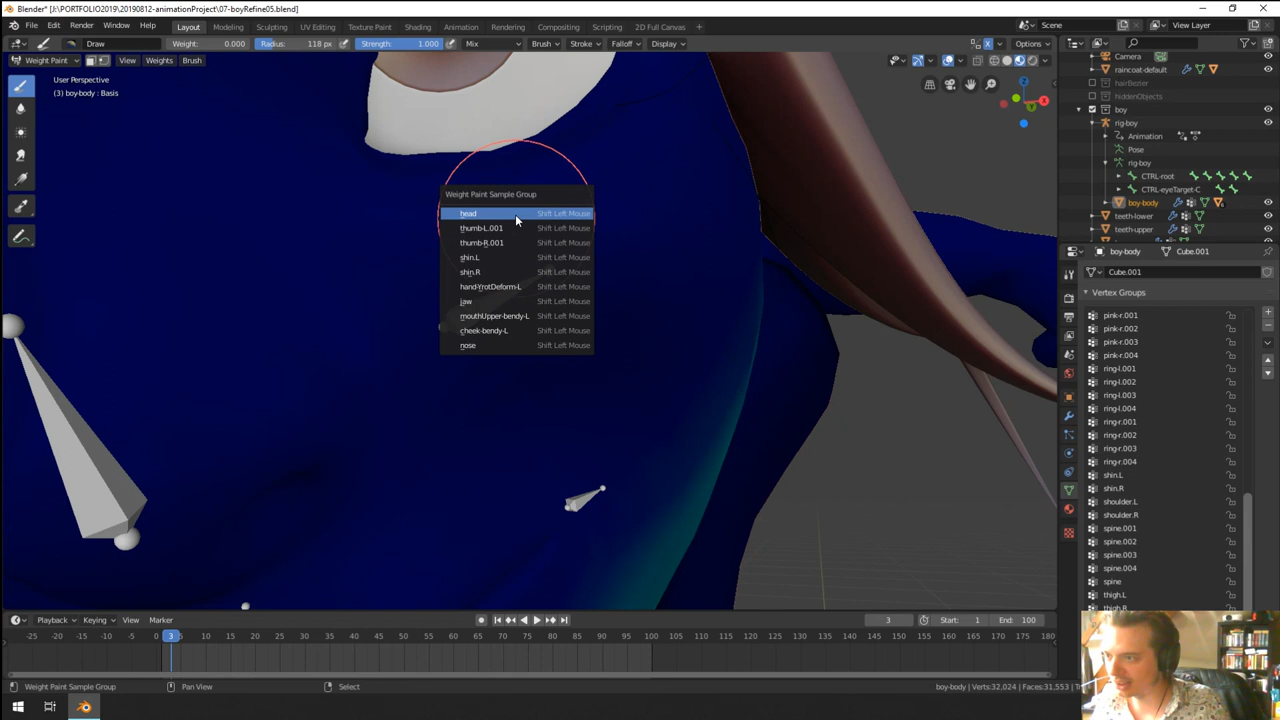 Blender* [J:\PORTFOLIO2019\20190812-animationProject\07-boyRefine05.blend]
File Edit Render Window Help Layout Modeling Sculpting UV Editing Texture Paint Shading Animation Rendering Compositing Scripting 2D Full Canvas + Scene View Layer
Draw Weight: 0.000 Radius: 118 px Strength: 1.000 Mix Brush Stroke Falloff Display X Options
Weight Paint View Weights Brush
User Perspective
(3) boy-body : Basis
Z
X
Y
Camera
raincoat-default
hairBezier
hiddenObjects
boy
rig-boy
Animation
Pose
rig-boy
CTRL-root
CTRL-eyeTarget-C
boy-body
teeth-lower
teeth-upper
boy-body Cube.001
Cube.001
Vertex Groups
pink-r.001
pink-r.002
pink-r.003
pink-r.004
ring-l.001
ring-l.002
ring-l.003
ring-l.004
ring-r.001
ring-r.002
ring-r.003
ring-r.004
shin.L
shin.R
shoulder.L
shoulder.R
spine.001
spine.002
spine.003
spine.004
spine
thigh.L
thigh.R
Weight Paint Sample Group
head Shift Left Mouse
thumb-L.001 Shift Left Mouse
thumb-R.001 Shift Left Mouse
shin.L Shift Left Mouse
shin.R Shift Left Mouse
hand-YrotDeform-L Shift Left Mouse
jaw Shift Left Mouse
mouthUpper-bendy-L Shift Left Mouse
cheek-bendy-L Shift Left Mouse
nose Shift Left Mouse
Playback Keying View Marker 3 Start: 1 End: 100
-25 -20 -15 -10 -5 0 3 5 10 15 20 25 30 35 40 45 50 55 60 65 70 75 80 85 90 95 100 105 110 115 120 125 130 135 140 145 150 155 160 165 170 175 180
Weight Paint Sample Group Pan View Select boy-body | Verts:32,024 | Faces:31,553 |